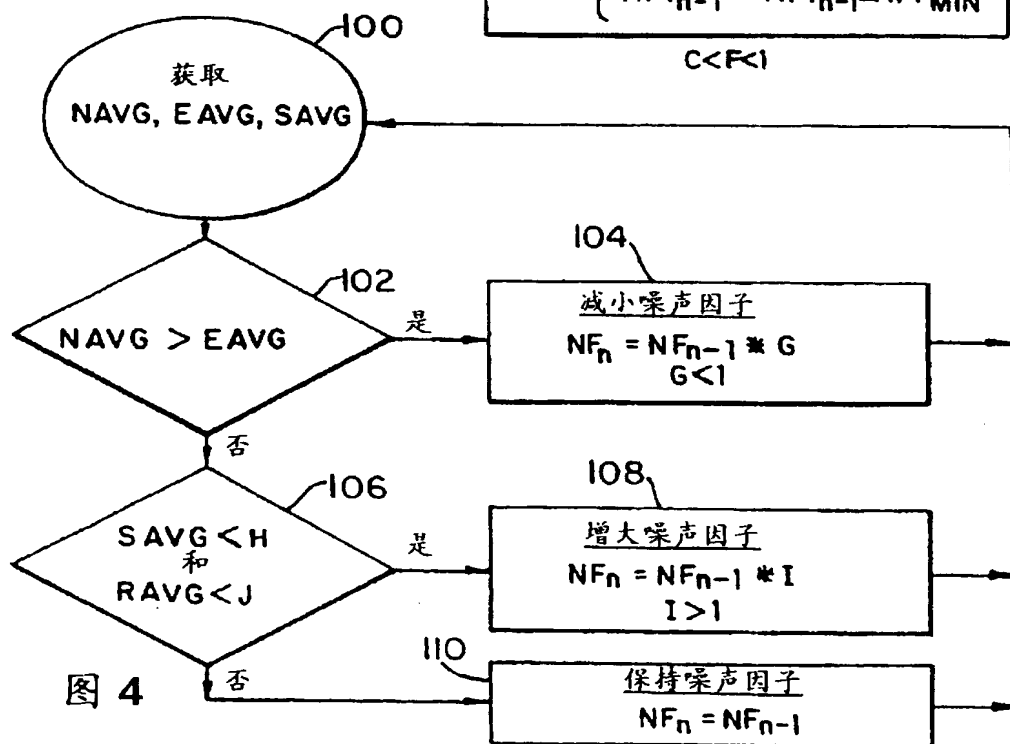 C<F<1
100
获取
NAVG, EAVG, SAVG
102
NAVG > EAVG
是
104
减小噪声因子
NFn = NFn-1 * G
G<1
否
106
SAVG<H
和
RAVG<J
是
108
增大噪声因子
NFn = NFn-1 * I
I>1
否
110
保持噪声因子
NFn = NFn-1
图 4